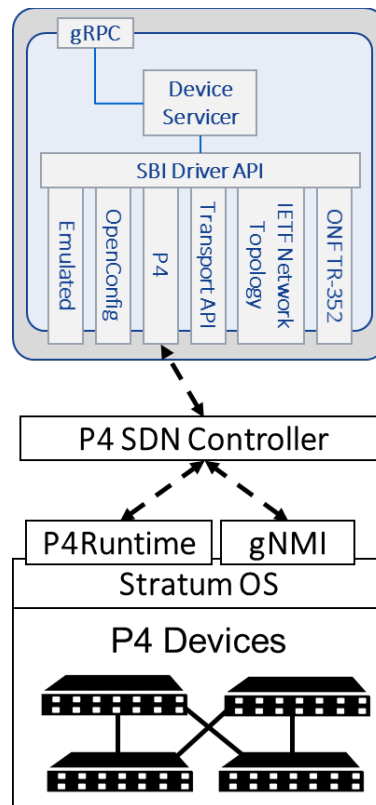 gRPC
Device
Servicer
SBI Driver API
Emulated
OpenConfig
P4
Transport API
IETF Network
Topology
ONF TR-352
P4 SDN Controller
P4Runtime
gNMI
Stratum OS
P4 Devices